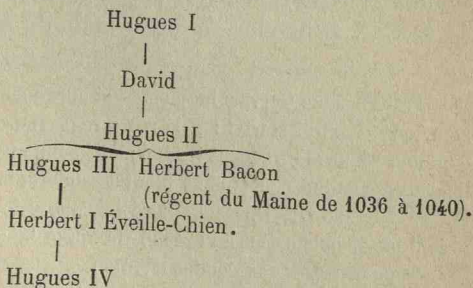 Hugues I
David
Hugues II
Hugues III Herbert Bacon
(régent du Maine de 1036 à 1040).
Herbert I Éveille-Chien.
Hugues IV